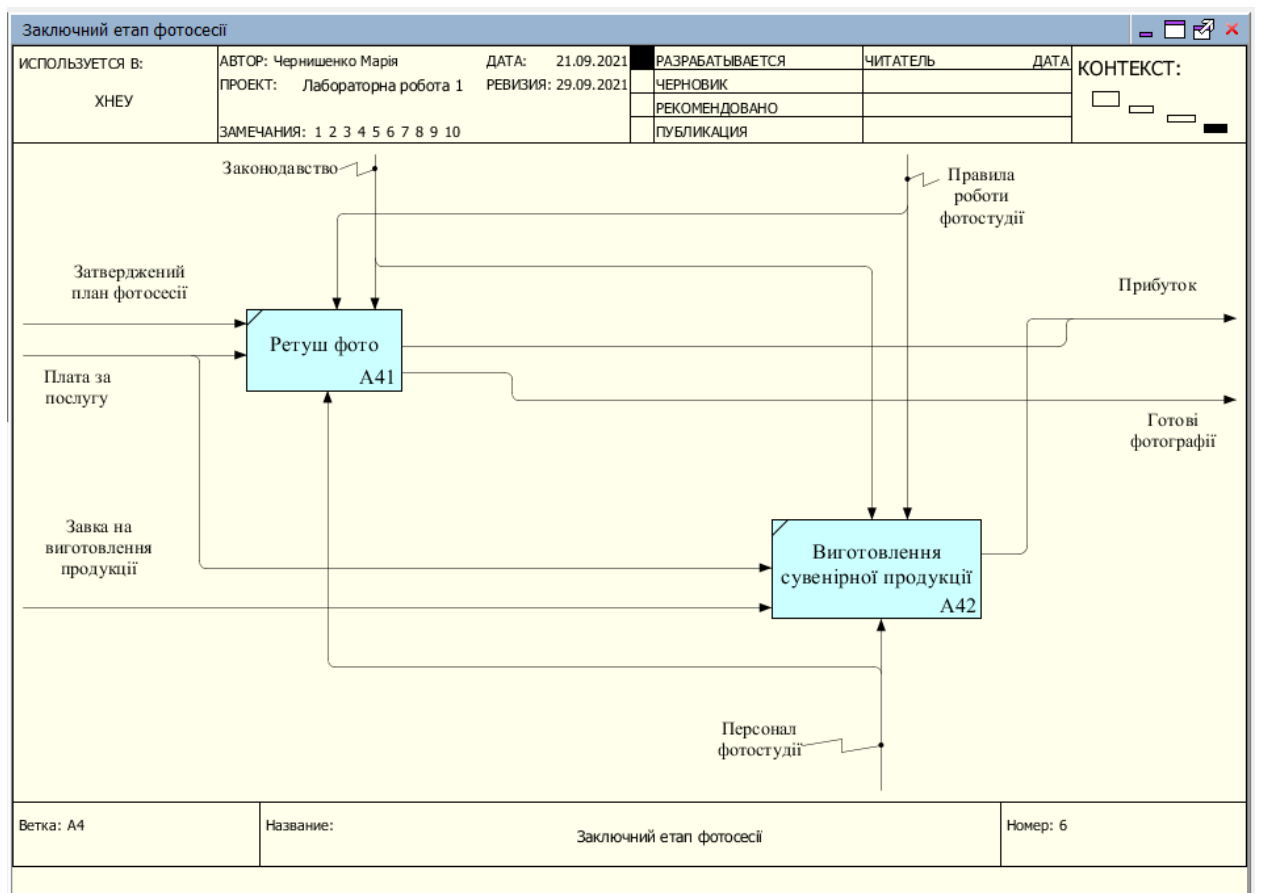 Заключний етап фотосесії
ИСПОЛЬЗУЕТСЯ В:
ХНЕУ
АВТОР: Чернишенко Марія
ДАТА: 21.09.2021
ПРОЕКТ: Лабораторна робота 1
РЕВИЗИЯ: 29.09.2021
ЗАМЕЧАНИЯ: 1 2 3 4 5 6 7 8 9 10
РАЗРАБАТЫВАЕТСЯ
ЧЕРНОВИК
РЕКОМЕНДОВАНО
ПУБЛИКАЦИЯ
ЧИТАТЕЛЬ
ДАТА
КОНТЕКСТ:
Законодавство
Правила
роботи
фотостудії
Затверджений
план фотосесії
Прибуток
Ретуш фото
A41
Плата за
послугу
Готові
фотографії
Завка на
виготовлення
продукції
Виготовлення
сувенірної продукції
A42
Персонал
фотостудії
Ветка: A4
Название:
Заключний етап фотосесії
Номер: 6